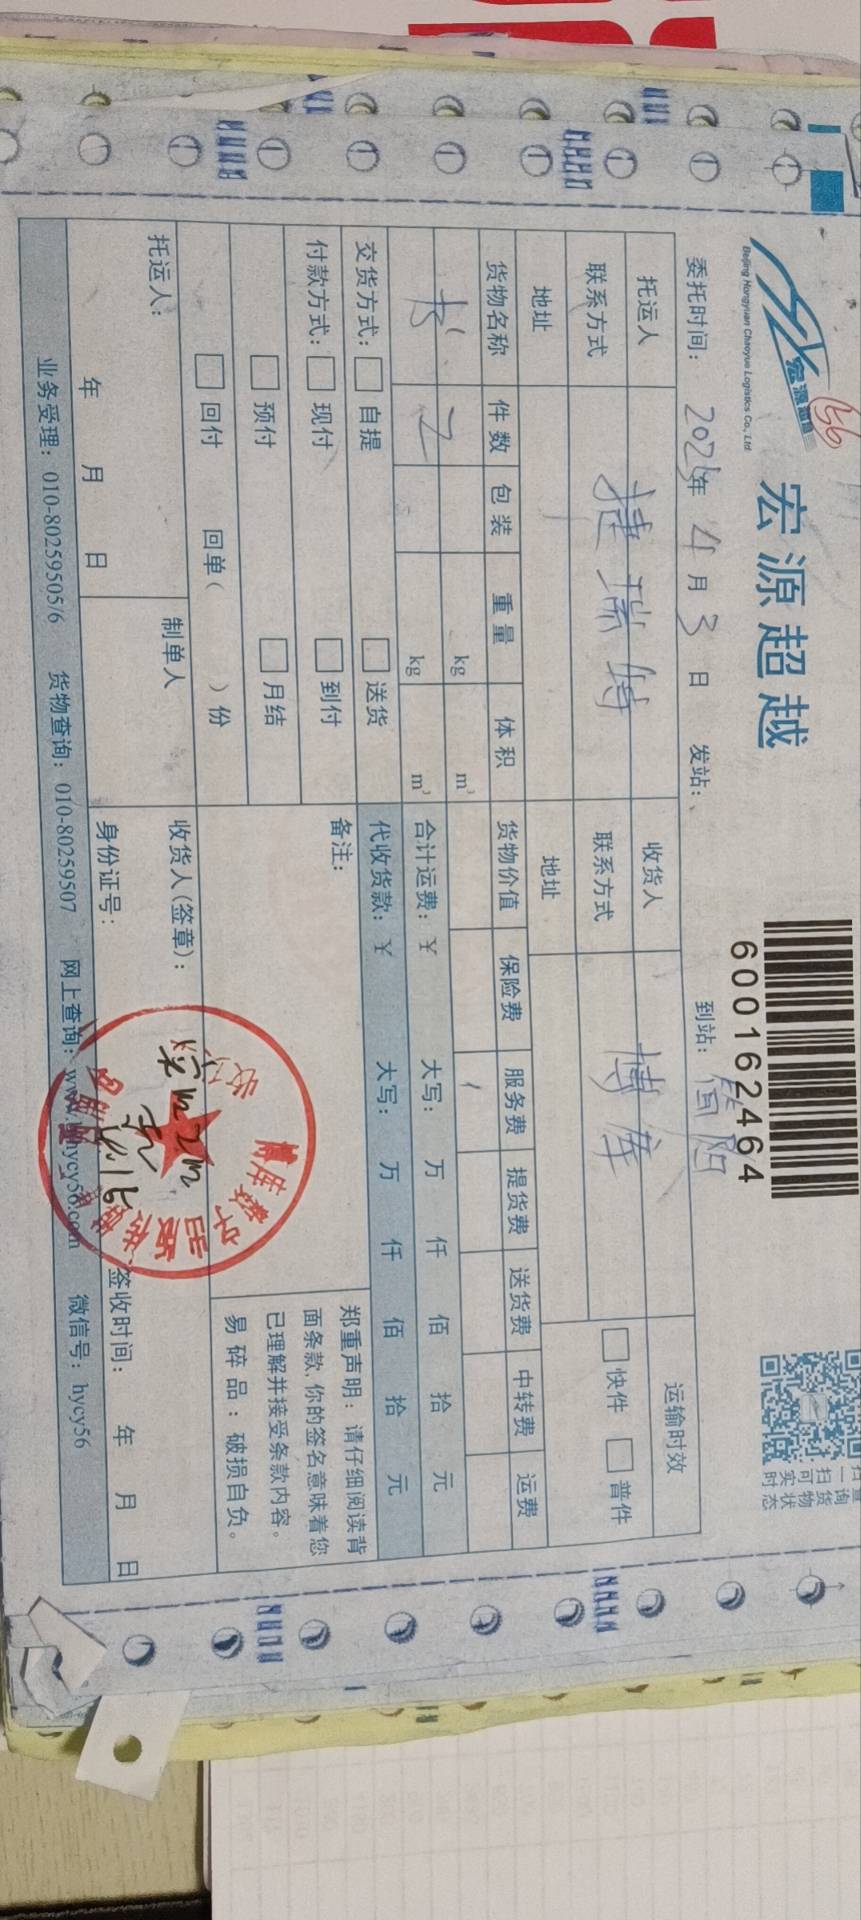 156
宏源超越
Beijing Hongyuan Chaoyue Logistics Co., Ltd
宏源超越
600162464
扫一扫
查询货物
可实时状态
委托时间： 年 4 月 3 日 发站： 到站：
托运人 捷瑞特 收货人 博库 运输时效
联系方式 联系方式 快件 普件
地址 地址
货物名称 件数 包装 重量 体积 货物价值 保险费 服务费 提货费 送货费 中转费 运费
kg m³
书 2 kg m³ 合计运费：¥ 大写： 万 仟 佰 拾 元
交货方式： 自提 送货 代收货款：¥ 大写： 万 仟 佰 拾 元
付款方式： 现付 到付 备注：
预付 月结
回付 回单（ ）份
郑重声明：请仔细阅读背
面条款，你的签名意味着您
已理解并接受条款内容。
易碎品：破损自负。
托运人： 制单人 收货人（签章）：
年 月 日 身份证号： 签收时间： 年 月 日
业务受理：010-80259505/6 货物查询：010-80259507 网上查询：www.bjhycy56.com 微信号：hycy56